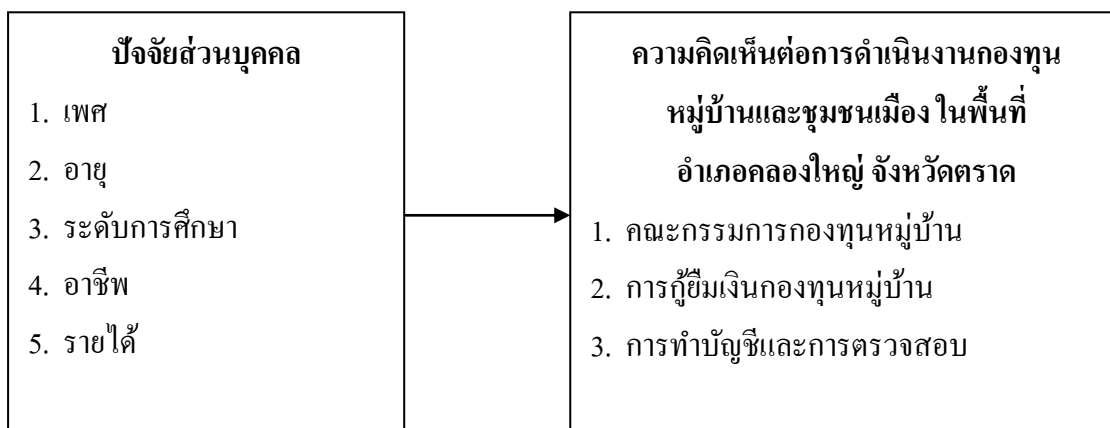 ปัจจัยส่วนบุคคล
1. เพศ
2. อายุ
3. ระดับการศึกษา
4. อาชีพ
5. รายได้
ความคิดเห็นต่อการดำเนินงานกองทุน
หมู่บ้านและชุมชนเมือง ในพื้นที่
อำเภอคลองใหญ่ จังหวัดตราด
1. คณะกรรมการกองทุนหมู่บ้าน
2. การกู้ยืมเงินกองทุนหมู่บ้าน
3. การทำบัญชีและการตรวจสอบ